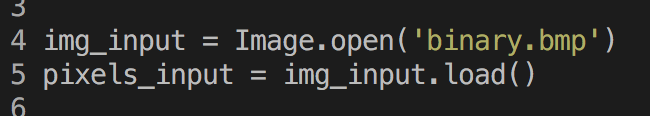 3
4 img_input = Image.open('binary.bmp')
5 pixels_input = img_input.load()
6